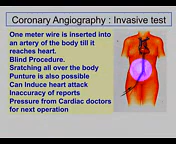 Coronary Angiography : Invasive test
One meter wire is inserted into
an artery of the body till it
reaches heart.
Blind Procedure.
Sratching all over the body
Punture is also possible
Can Induce heart attack
Inaccuracy of reports
Pressure from Cardiac doctors
for next operation